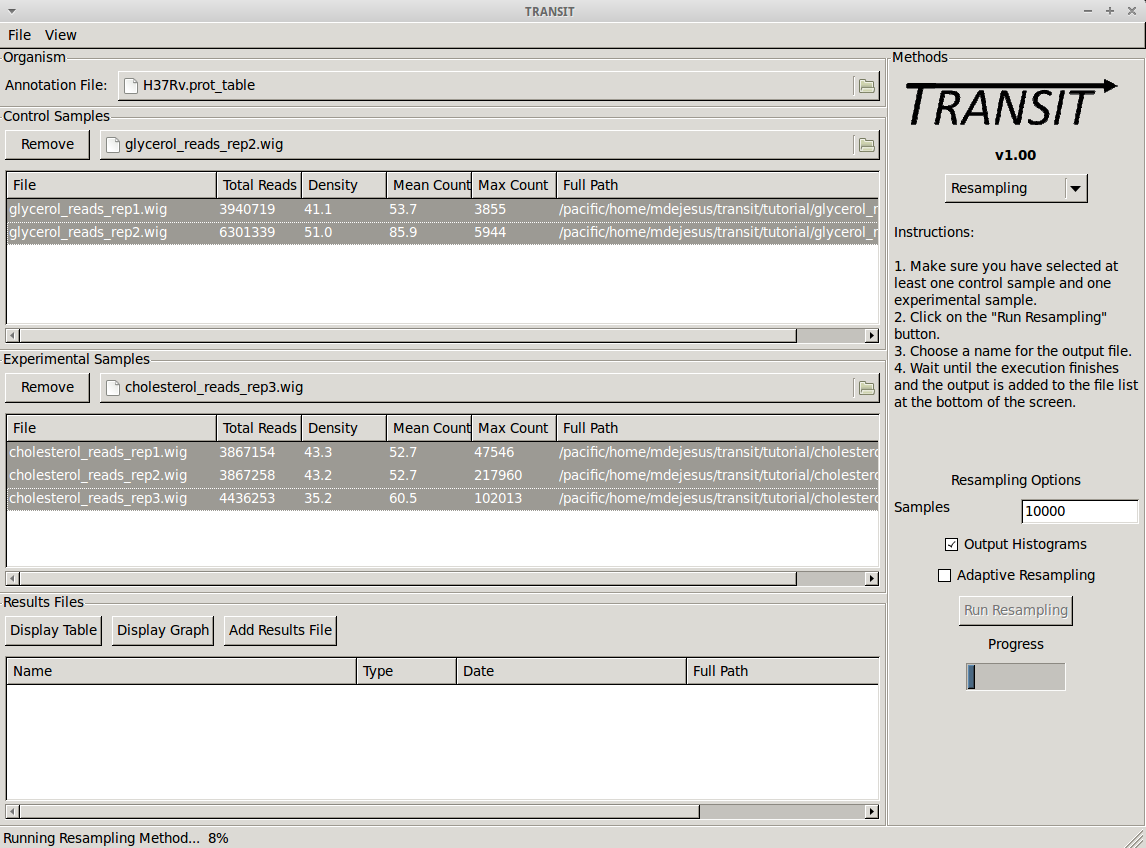 TRANSIT
File View
Organism
Annotation File: H37Rv.prot_table
Control Samples
Remove glycerol_reads_rep2.wig
File Total Reads Density Mean Count Max Count Full Path
glycerol_reads_rep1.wig 3940719 41.1 53.7 3855 /pacific/home/mdejesus/transit/tutorial/glycerol_r
glycerol_reads_rep2.wig 6301339 51.0 85.9 5944 /pacific/home/mdejesus/transit/tutorial/glycerol_r
Experimental Samples
Remove cholesterol_reads_rep3.wig
File Total Reads Density Mean Count Max Count Full Path
cholesterol_reads_rep1.wig 3867154 43.3 52.7 47546 /pacific/home/mdejesus/transit/tutorial/cholestero
cholesterol_reads_rep2.wig 3867258 43.2 52.7 217960 /pacific/home/mdejesus/transit/tutorial/cholestero
cholesterol_reads_rep3.wig 4436253 35.2 60.5 102013 /pacific/home/mdejesus/transit/tutorial/cholestero
Results Files
Display Table Display Graph Add Results File
Name Type Date Full Path
Running Resampling Method... 8%
Methods
TRANSIT
v1.00
Resampling
Instructions:
1. Make sure you have selected at
least one control sample and one
experimental sample.
2. Click on the "Run Resampling"
button.
3. Choose a name for the output file.
4. Wait until the execution finishes
and the output is added to the file list
at the bottom of the screen.
Resampling Options
Samples 10000
Output Histograms
Adaptive Resampling
Run Resampling
Progress